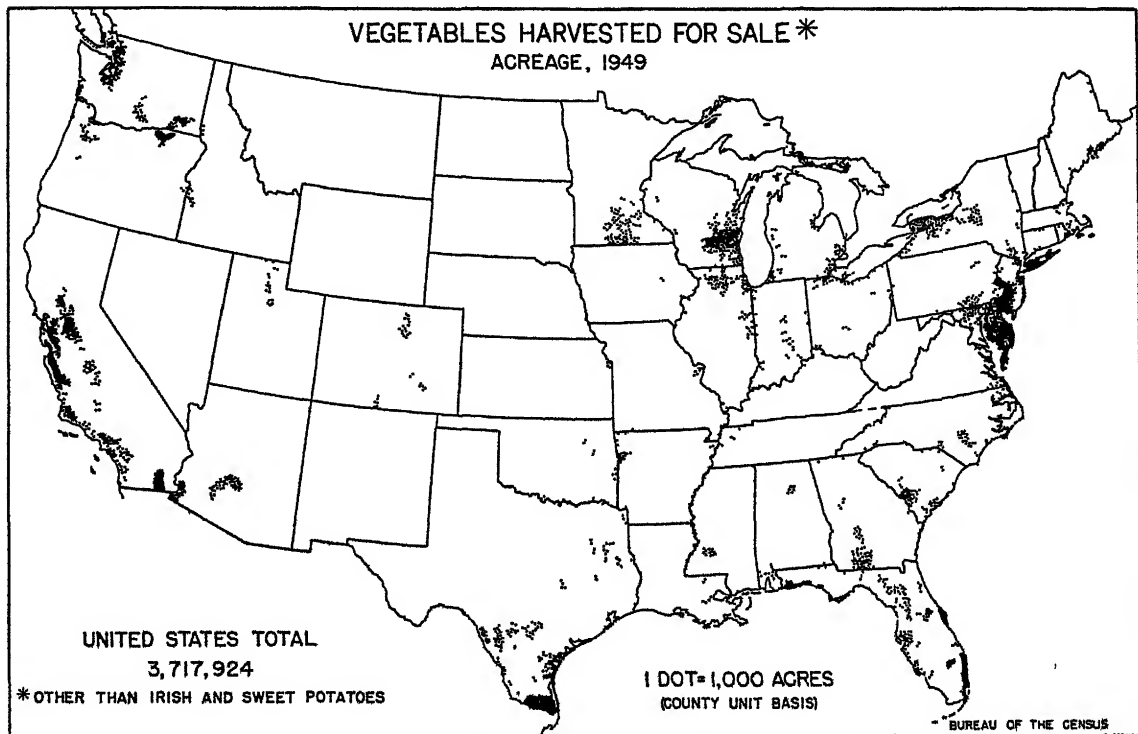 VEGETABLES HARVESTED FOR SALE *
ACREAGE, 1949
UNITED STATES TOTAL
3,717,924
* OTHER THAN IRISH AND SWEET POTATOES
1 DOT=1,000 ACRES
(COUNTY UNIT BASIS)
BUREAU OF THE CENSUS